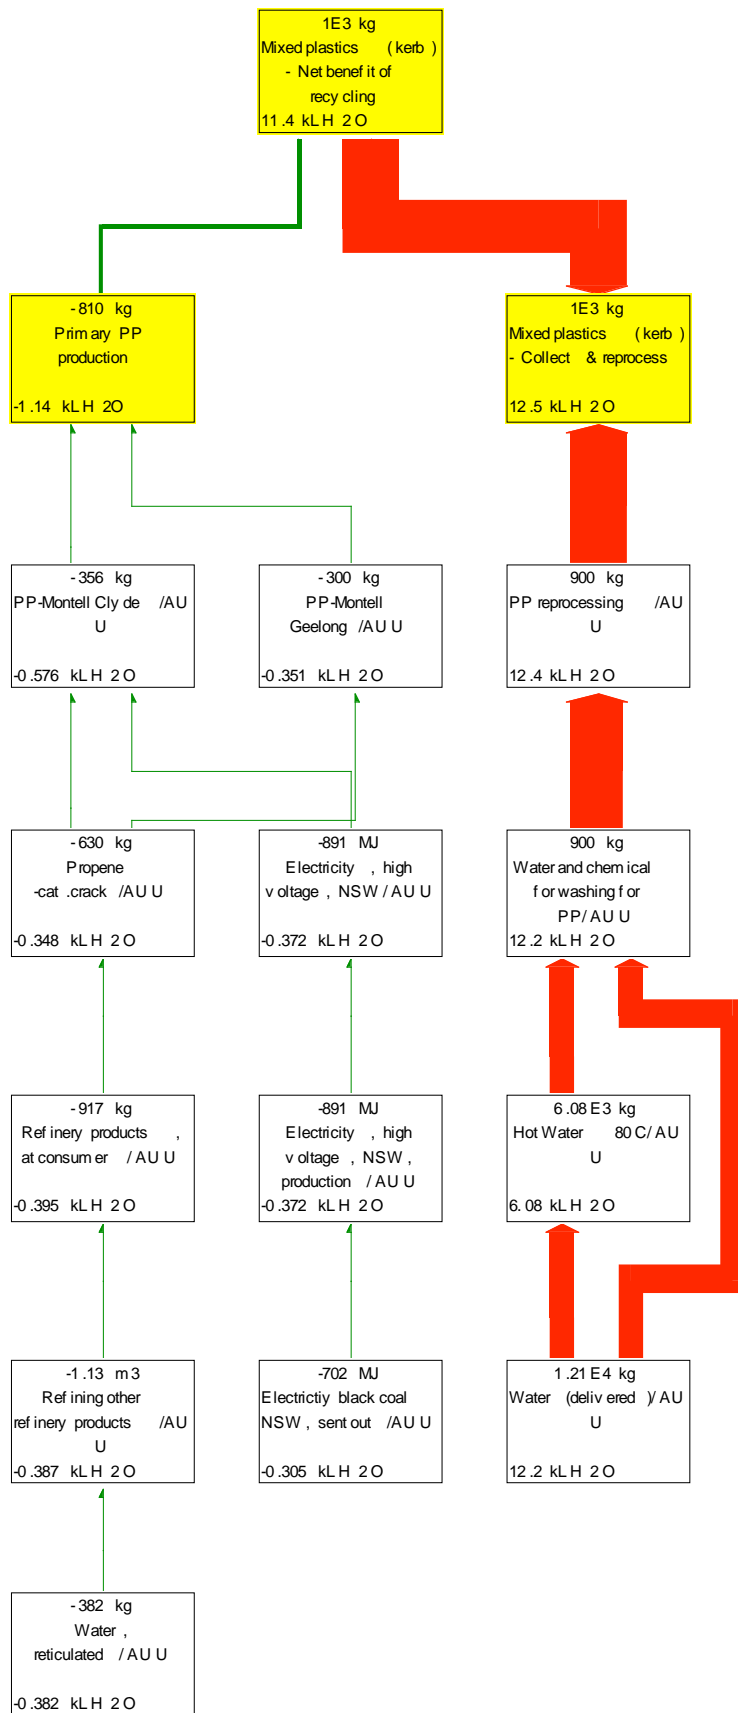 1E3 kg
Mixed plastics (kerb)
- Net benefit of
recycling
11.4 kL H2O
-810 kg
Primary PP
production
-1.14 kL H2O
1E3 kg
Mixed plastics (kerb)
- Collect & reprocess
12.5 kL H2O
-356 kg
PP-Montell Clyde /AU
U
-0.576 kL H2O
-300 kg
PP-Montell
Geelong /AU U
-0.351 kL H2O
900 kg
PP reprocessing /AU
U
12.4 kL H2O
-630 kg
Propene
-cat.crack /AU U
-0.348 kL H2O
-891 MJ
Electricity, high
voltage, NSW/AU U
-0.372 kL H2O
900 kg
Water and chemical
for washing for
PP/AU U
12.2 kL H2O
-917 kg
Refinery products,
at consumer /AU U
-0.395 kL H2O
-891 MJ
Electricity, high
voltage, NSW,
production /AU U
-0.372 kL H2O
6.08E3 kg
Hot Water 80C/AU
U
6.08 kL H2O
-1.13 m3
Refining other
refinery products /AU
U
-0.387 kL H2O
-702 MJ
Electrictiy black coal
NSW, sent out /AU U
-0.305 kL H2O
1.21E4 kg
Water (delivered)/AU
U
12.2 kL H2O
-382 kg
Water,
reticulated /AU U
-0.382 kL H2O